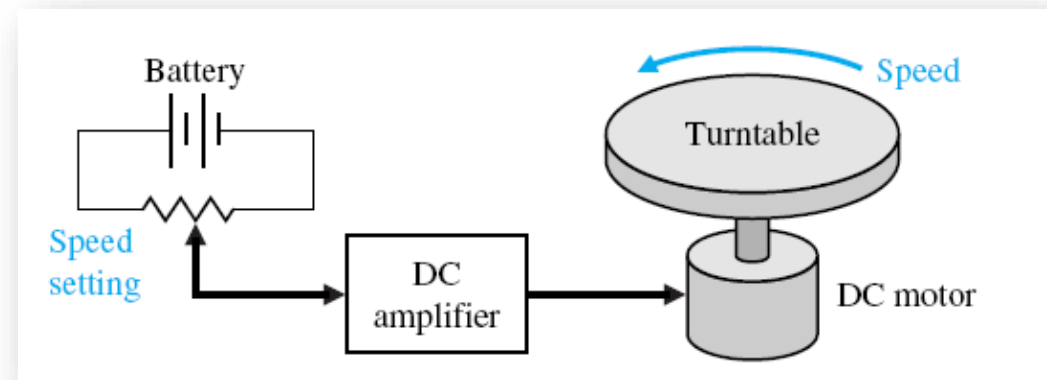 Battery
Speed
Turntable
Speed
setting
DC
amplifier
DC motor